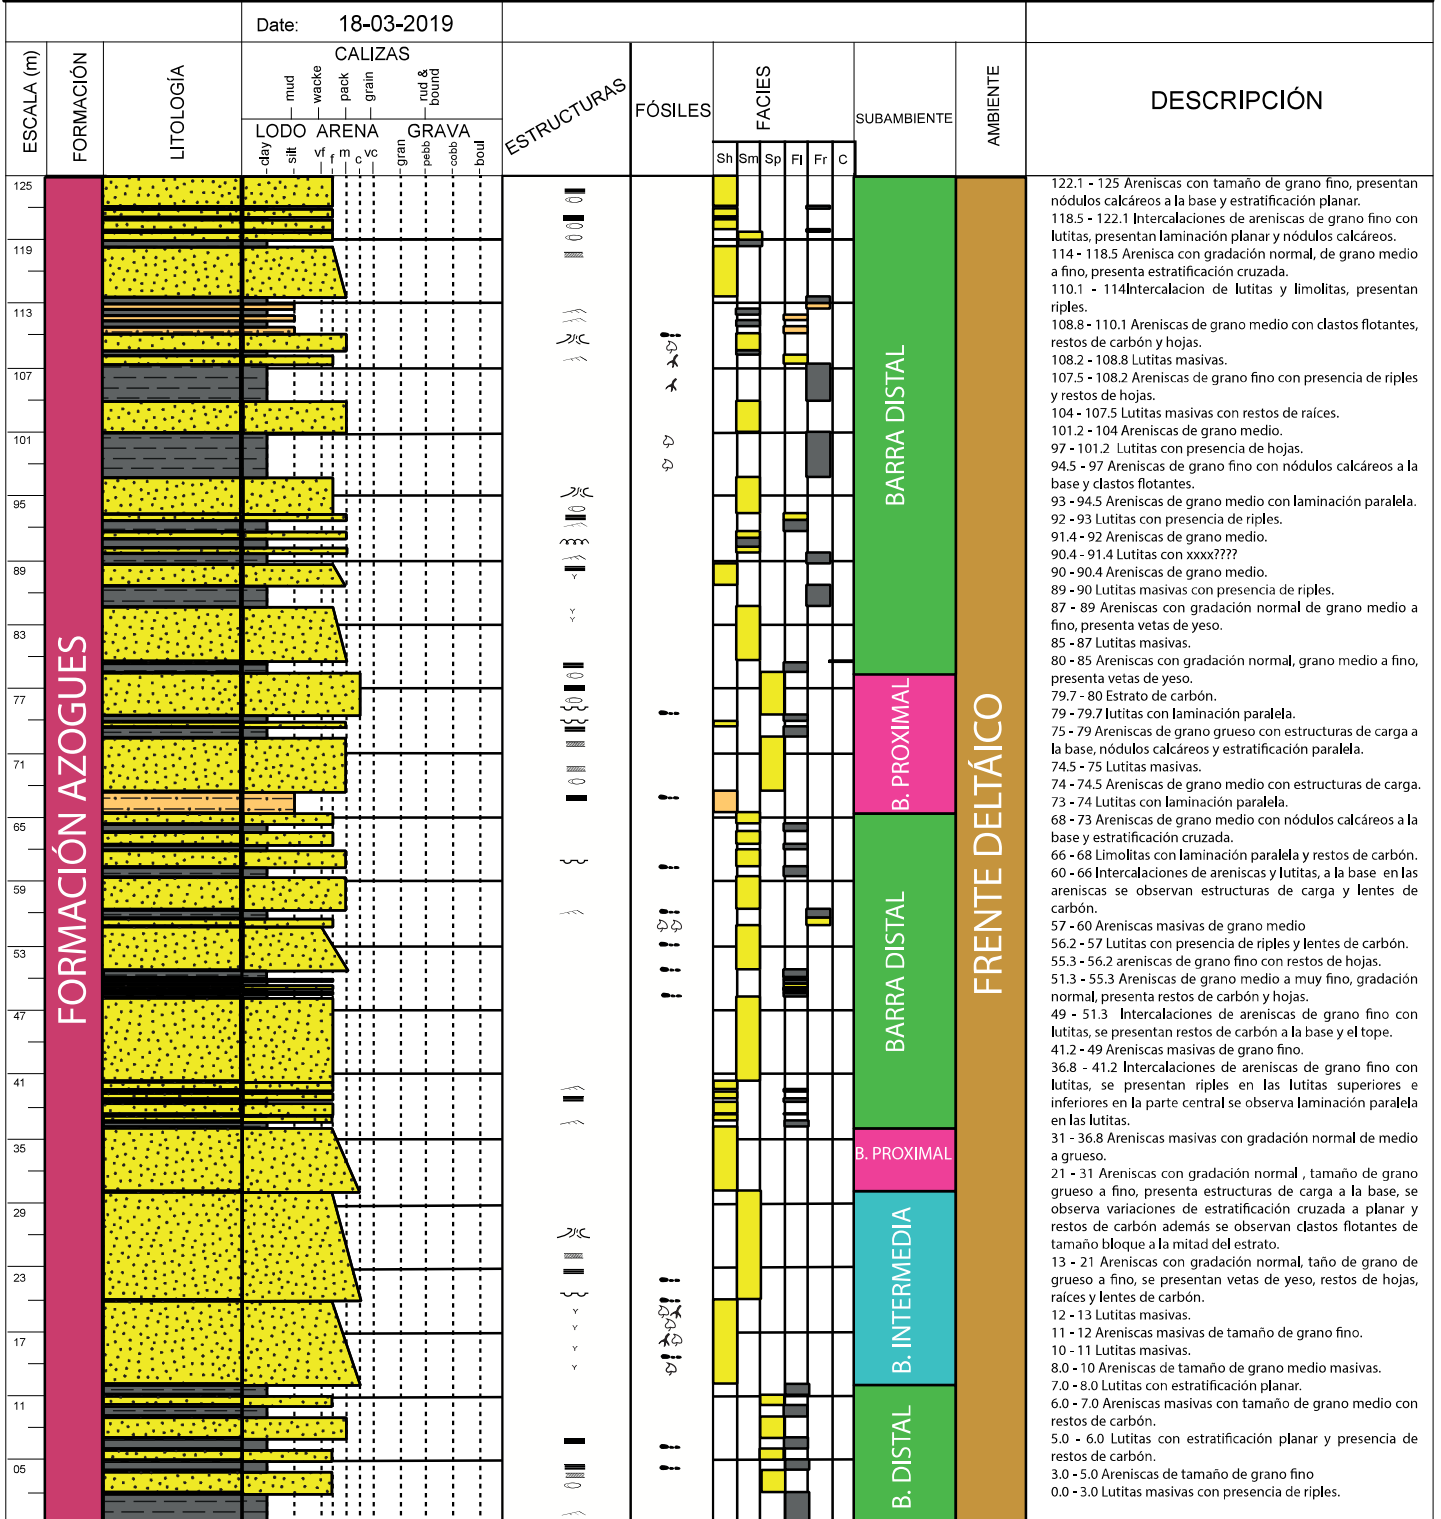 Date: 18-03-2019
ESCALA (m)
FORMACIÓN
LITOLOGÍA
CALIZAS
mud
wacke
pack
grain
rud & bound
LODO ARENA GRAVA
clay
silt
vf
f
m
c
vc
gran
pebb
cobb
boul
ESTRUCTURAS
FÓSILES
FACIES
Sh Sm Sp Fl Fr C
SUBAMBIENTE
AMBIENTE
DESCRIPCIÓN
125
119
113
107
101
95
89
83
77
71
65
59
53
47
41
35
29
23
17
11
05
FORMACIÓN AZOGUES
BARRA DISTAL
B. PROXIMAL
BARRA DISTAL
B. PROXIMAL
B. INTERMEDIA
B. DISTAL
FRENTE DELTÁICO
122.1 - 125 Areniscas con tamaño de grano fino, presentan
nódulos calcáreos a la base y estratificación planar.
118.5 - 122.1 Intercalaciones de areniscas de grano fino con
lutitas, presentan laminación planar y nódulos calcáreos.
114 - 118.5 Arenisca con gradación normal, de grano medio
a fino, presenta estratificación cruzada.
110.1 - 114Intercalacion de lutitas y limolitas, presentan
riples.
108.8 - 110.1 Areniscas de grano medio con clastos flotantes,
restos de carbón y hojas.
108.2 - 108.8 Lutitas masivas.
107.5 - 108.2 Areniscas de grano fino con presencia de riples
y restos de hojas.
104 - 107.5 Lutitas masivas con restos de raíces.
101.2 - 104 Areniscas de grano medio.
97 - 101.2 Lutitas con presencia de hojas.
94.5 - 97 Areniscas de grano fino con nódulos calcáreos a la
base y clastos flotantes.
93 - 94.5 Areniscas de grano medio con laminación paralela.
92 - 93 Lutitas con presencia de riples.
91.4 - 92 Areniscas de grano medio.
90.4 - 91.4 Lutitas con xxxx????
90 - 90.4 Areniscas de grano medio.
89 - 90 Lutitas masivas con presencia de riples.
87 - 89 Areniscas con gradación normal de grano medio a
fino, presenta vetas de yeso.
85 - 87 Lutitas masivas.
80 - 85 Areniscas con gradación normal, grano medio a fino,
presenta vetas de yeso.
79.7 - 80 Estrato de carbón.
79 - 79.7 lutitas con laminación paralela.
75 - 79 Areniscas de grano grueso con estructuras de carga a
la base, nódulos calcáreos y estratificación paralela.
74.5 - 75 Lutitas masivas.
74 - 74.5 Areniscas de grano medio con estructuras de carga.
73 - 74 Lutitas con laminación paralela.
68 - 73 Areniscas de grano medio con nódulos calcáreos a la
base y estratificación cruzada.
66 - 68 Limolitas con laminación paralela y restos de carbón.
60 - 66 Intercalaciones de areniscas y lutitas, a la base en las
areniscas se observan estructuras de carga y lentes de
carbón.
57 - 60 Areniscas masivas de grano medio
56.2 - 57 Lutitas con presencia de riples y lentes de carbón.
55.3 - 56.2 areniscas de grano fino con restos de hojas.
51.3 - 55.3 Areniscas de grano medio a muy fino, gradación
normal, presenta restos de carbón y hojas.
49 - 51.3 Intercalaciones de areniscas de grano fino con
lutitas, se presentan restos de carbón a la base y el tope.
41.2 - 49 Areniscas masivas de grano fino.
36.8 - 41.2 Intercalaciones de areniscas de grano fino con
lutitas, se presentan riples en las lutitas superiores e
inferiores en la parte central se observa laminación paralela
en las lutitas.
31 - 36.8 Areniscas masivas con gradación normal de medio
a grueso.
21 - 31 Areniscas con gradación normal , tamaño de grano
grueso a fino, presenta estructuras de carga a la base, se
observa variaciones de estratificación cruzada a planar y
restos de carbón además se observan clastos flotantes de
tamaño bloque a la mitad del estrato.
13 - 21 Areniscas con gradación normal, taño de grano de
grueso a fino, se presentan vetas de yeso, restos de hojas,
raíces y lentes de carbón.
12 - 13 Lutitas masivas.
11 - 12 Areniscas masivas de tamaño de grano fino.
10 - 11 Lutitas masivas.
8.0 - 10 Areniscas de tamaño de grano medio masivas.
7.0 - 8.0 Lutitas con estratificación planar.
6.0 - 7.0 Areniscas masivas con tamaño de grano medio con
restos de carbón.
5.0 - 6.0 Lutitas con estratificación planar y presencia de
restos de carbón.
3.0 - 5.0 Areniscas de tamaño de grano fino
0.0 - 3.0 Lutitas masivas con presencia de riples.